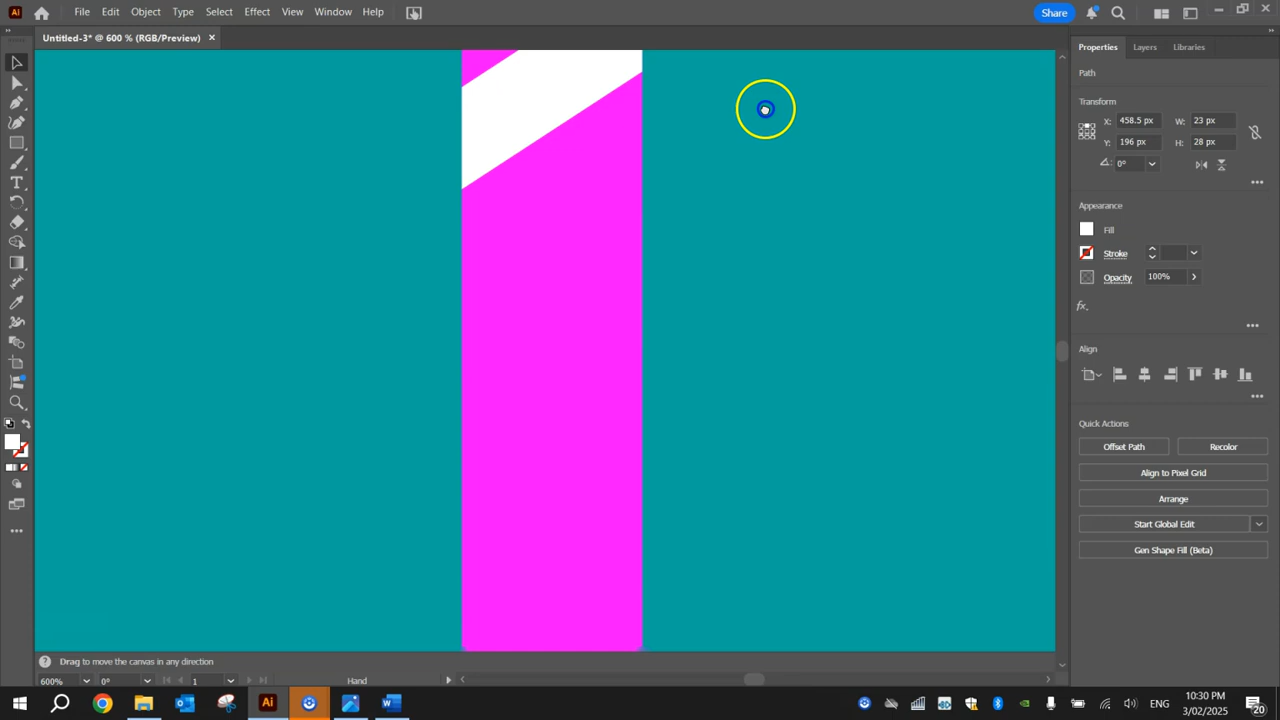 Ai File Edit Object Type Select Effect View Window Help Share
Untitled-3* @ 600 % (RGB/Preview)
Properties Layers Libraries
Path
Transform
X: 458.5 px W: 23 px
Y: 196 px H: 28 px
0°
Appearance
Fill
Stroke
Opacity 100%
fx.
Align
Quick Actions
Offset Path Recolor
Align to Pixel Grid
Arrange
Start Global Edit
Gen Shape Fill (Beta)
Drag to move the canvas in any direction
600% 0° 1 Hand
Ai
ENG
10:30 PM
3/02/2025
20